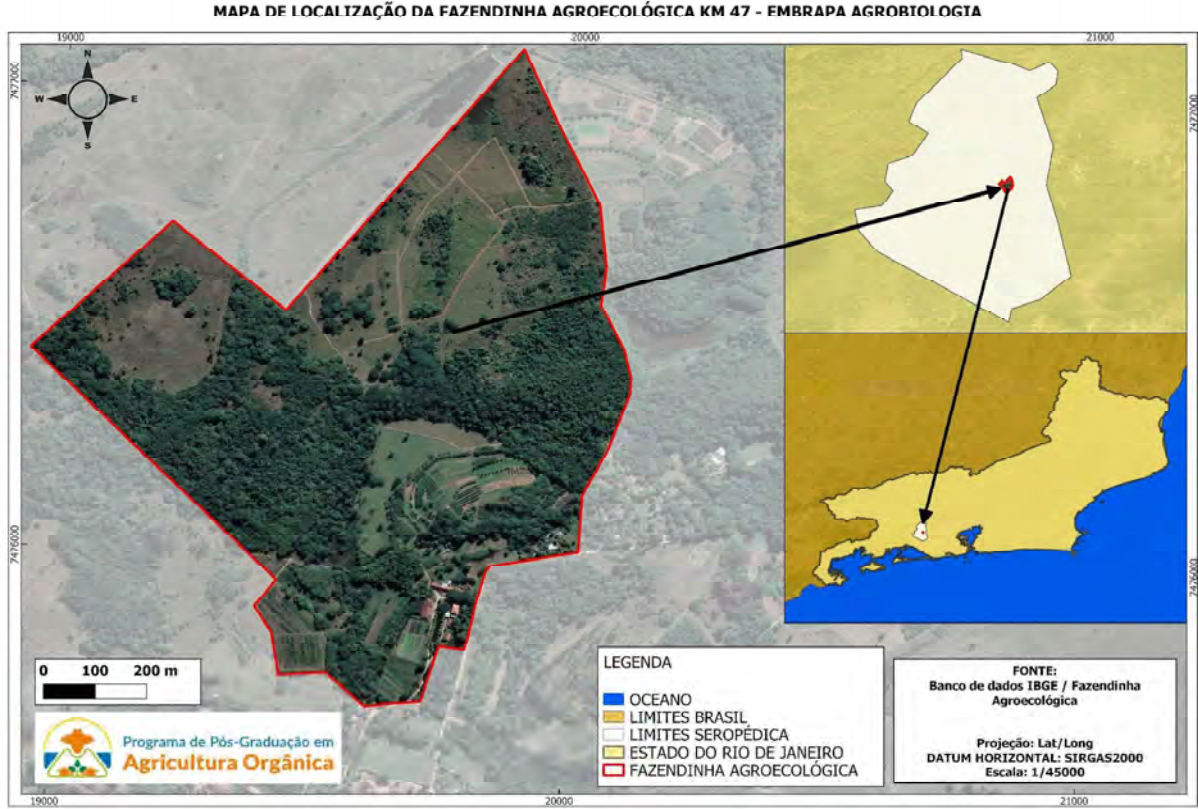 MAPA DE LOCALIZAÇÃO DA FAZENDINHA AGROECOLÓGICA KM 47 - EMBRAPA AGROBIOLOGIA
19000
20000
21000
7477000
7477000
N
W
E
S
7476000
7476000
0 100 200 m
Programa de Pós-Graduação em
Agricultura Orgânica
LEGENDA
OCEANO
LIMITES BRASIL
LIMITES SEROPÉDICA
ESTADO DO RIO DE JANEIRO
FAZENDINHA AGROECOLÓGICA
FONTE:
Banco de dados IBGE / Fazendinha
Agroecológica
Projeção: Lat/Long
DATUM HORIZONTAL: SIRGAS2000
Escala: 1/45000
19000
20000
21000